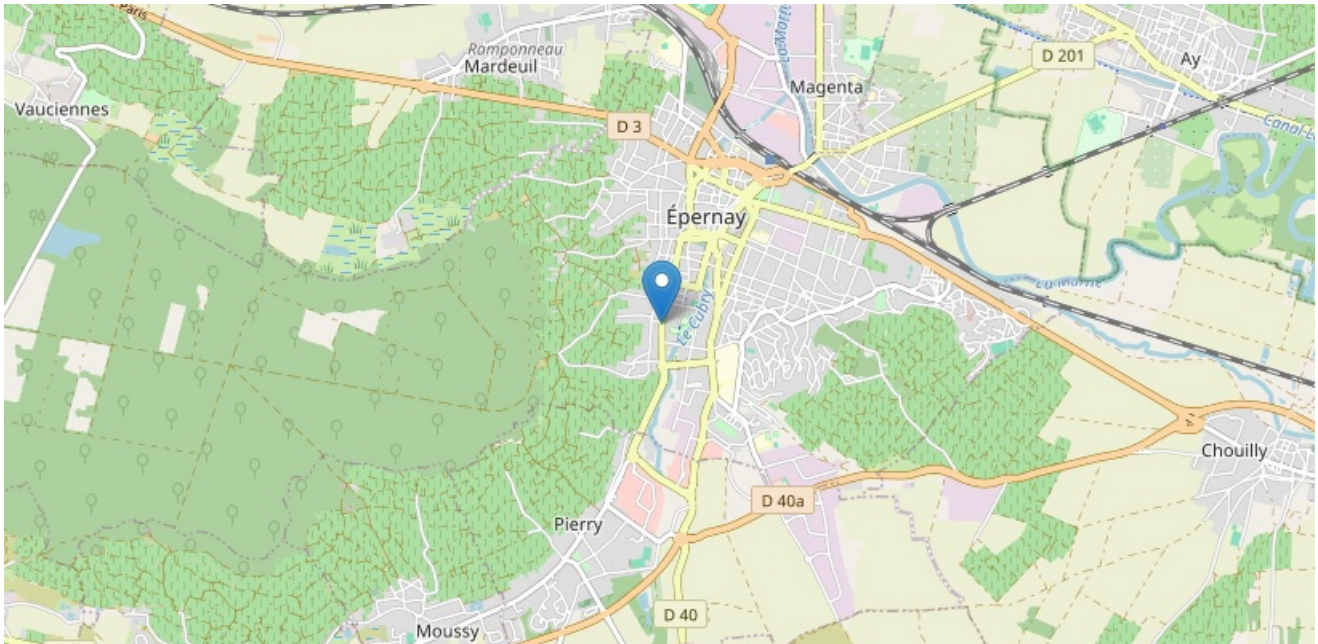 Paris
Ramponneau
Mardeuil
La Marne
D 201
Ay
Magenta
Vauciennes
D 3
Canal L
Épernay
La Marne
Le Cubry
Chouilly
D 40a
Pierry
D 40
Moussy